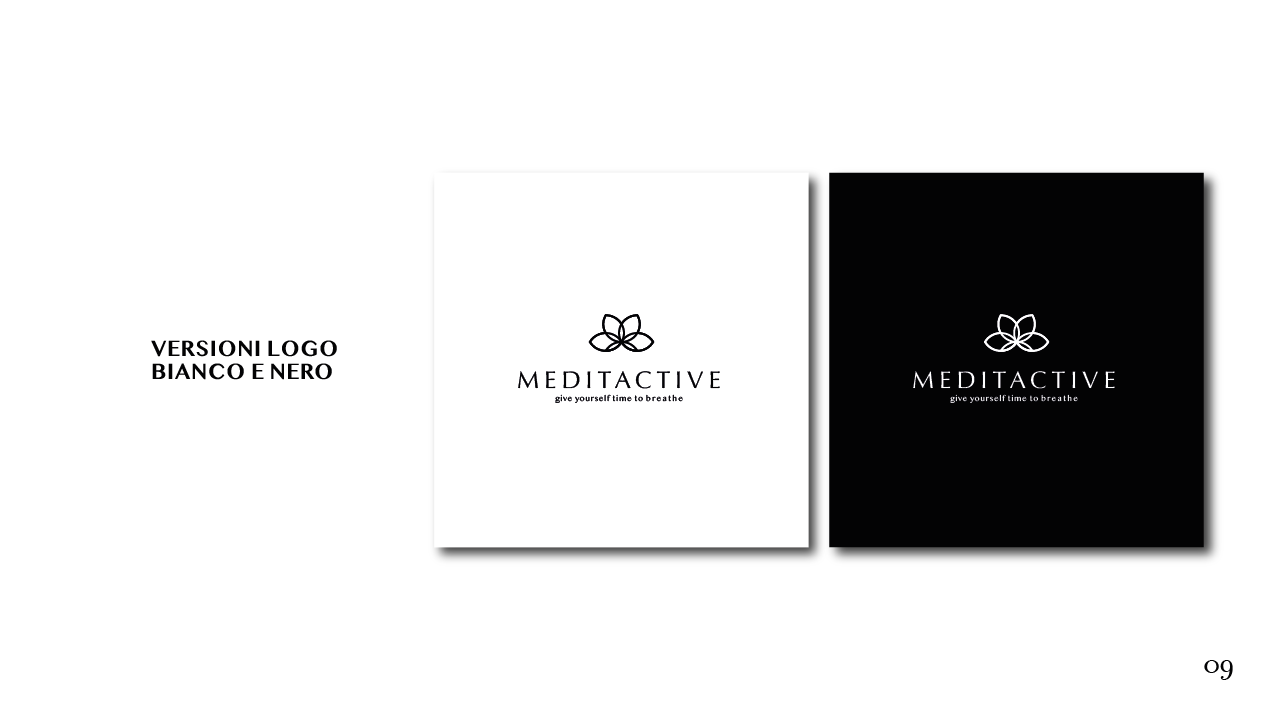 VERSIONI LOGO
BIANCO E NERO
MEDITACTIVE
give yourself time to breathe
MEDITACTIVE
give yourself time to breathe
09